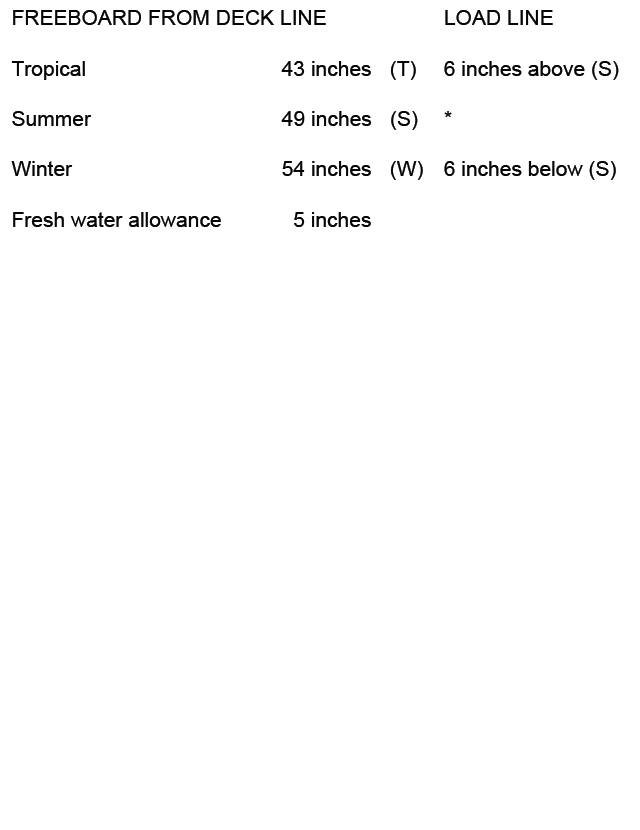 FREEBOARD FROM DECK LINE LOAD LINE
Tropical 43 inches (T) 6 inches above (S)
Summer 49 inches (S) *
Winter 54 inches (W) 6 inches below (S)
Fresh water allowance 5 inches